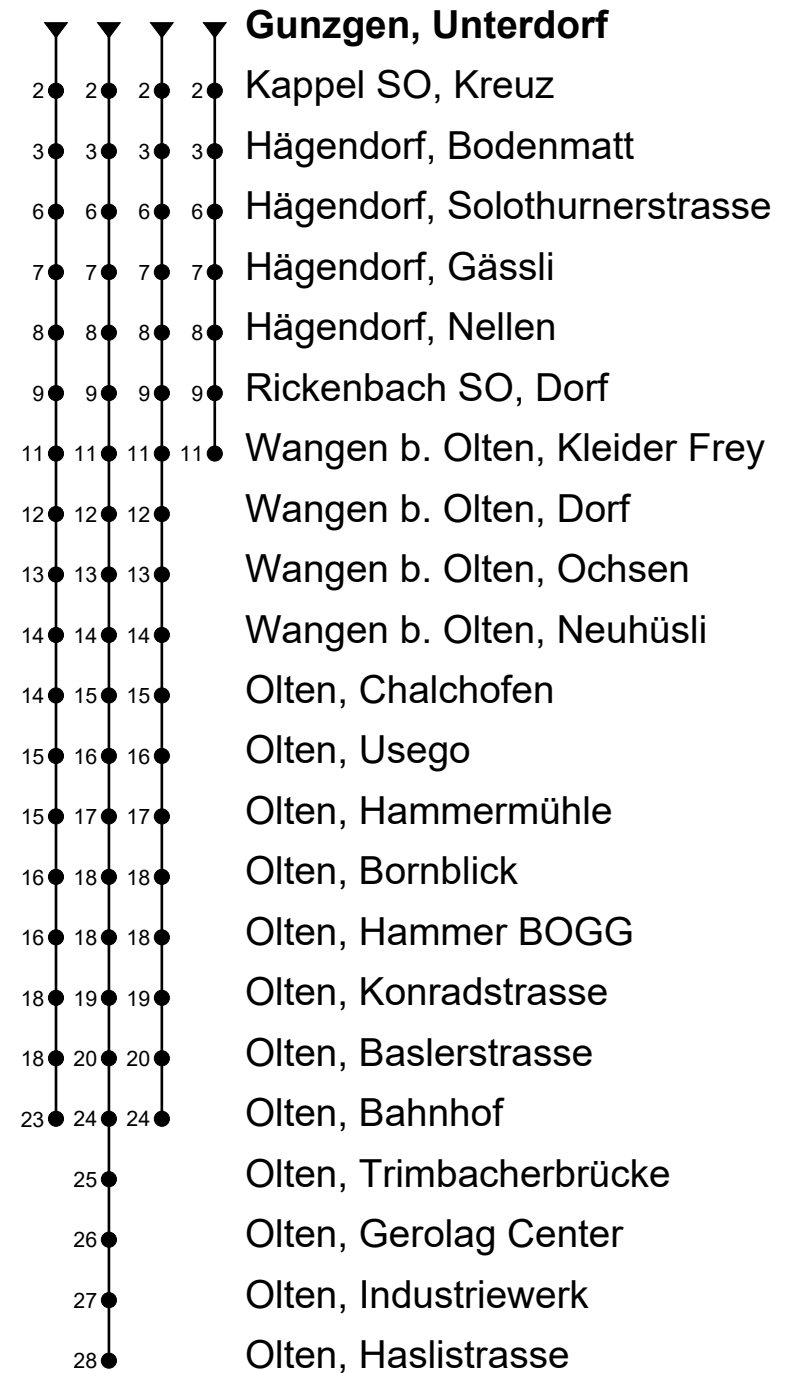 Gunzgen, Unterdorf
2 2 2 2 Kappel SO, Kreuz
3 3 3 3 Hägendorf, Bodenmatt
6 6 6 6 Hägendorf, Solothurnerstrasse
7 7 7 7 Hägendorf, Gässli
8 8 8 8 Hägendorf, Nellen
9 9 9 9 Rickenbach SO, Dorf
11 11 11 11 Wangen b. Olten, Kleider Frey
12 12 12 Wangen b. Olten, Dorf
13 13 13 Wangen b. Olten, Ochsen
14 14 14 Wangen b. Olten, Neuhüsli
14 15 15 Olten, Chalchofen
15 16 16 Olten, Usego
15 17 17 Olten, Hammermühle
16 18 18 Olten, Bornblick
16 18 18 Olten, Hammer BOGG
18 19 19 Olten, Konradstrasse
18 20 20 Olten, Baslerstrasse
23 24 24 Olten, Bahnhof
25 Olten, Trimbacherbrücke
26 Olten, Gerolag Center
27 Olten, Industriewerk
28 Olten, Haslistrasse